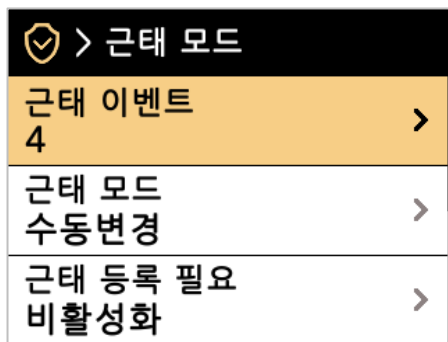 > 근태 모드
근태 이벤트
4
근태 모드
수동변경
근태 등록 필요
비활성화